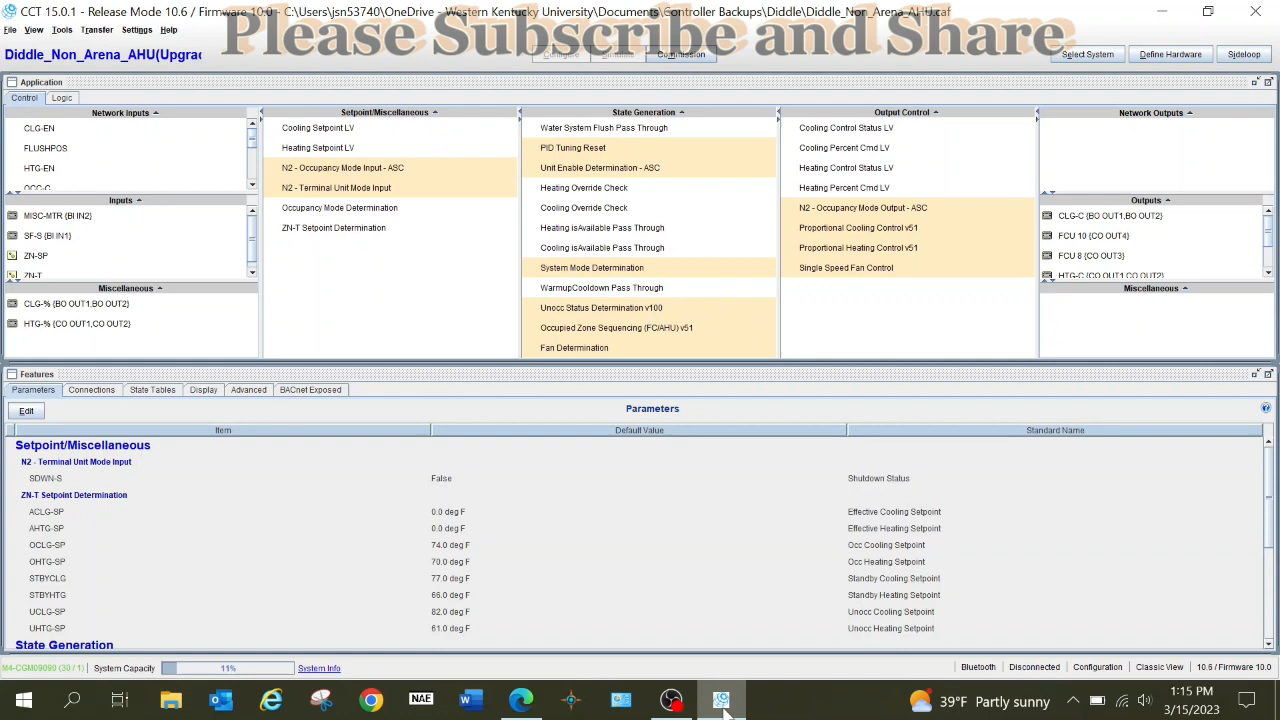 CCT 15.0.1 - Release Mode 10.6 / Firmware 10.0 - C:\Users\jsn53740\OneDrive - Western Kentucky University\Documents\Controller Backups\Diddle\Diddle_Non_Arena_AHU.caf
File View Tools Transfer Settings Help
Please Subscribe and Share
Diddle_Non_Arena_AHU(Upgrac
Configure Simulate Commission Select System Define Hardware Sideloop
Application
Control Logic
Network Inputs
CLG-EN
FLUSHPOS
HTG-EN
OCC-C
Inputs
MISC-MTR {BI IN2}
SF-S {BI IN1}
ZN-SP
ZN-T
Miscellaneous
CLG-% {BO OUT1,BO OUT2}
HTG-% {CO OUT1,CO OUT2}
Setpoint/Miscellaneous
Cooling Setpoint LV
Heating Setpoint LV
N2 - Occupancy Mode Input - ASC
N2 - Terminal Unit Mode Input
Occupancy Mode Determination
ZN-T Setpoint Determination
State Generation
Water System Flush Pass Through
PID Tuning Reset
Unit Enable Determination - ASC
Heating Override Check
Cooling Override Check
Heating isAvailable Pass Through
Cooling isAvailable Pass Through
System Mode Determination
WarmupCooldown Pass Through
Unocc Status Determination v100
Occupied Zone Sequencing (FC/AHU) v51
Fan Determination
Output Control
Cooling Control Status LV
Cooling Percent Cmd LV
Heating Control Status LV
Heating Percent Cmd LV
N2 - Occupancy Mode Output - ASC
Proportional Cooling Control v51
Proportional Heating Control v51
Single Speed Fan Control
Network Outputs
Outputs
CLG-C {BO OUT1,BO OUT2}
FCU 10 {CO OUT4}
FCU 8 {CO OUT3}
HTG-C {CO OUT1,CO OUT2}
Miscellaneous
Features
Parameters Connections State Tables Display Advanced BACnet Exposed
Edit Parameters
Item Default Value Standard Name
Setpoint/Miscellaneous
N2 - Terminal Unit Mode Input
SDWN-S False Shutdown Status
ZN-T Setpoint Determination
ACLG-SP 0.0 deg F Effective Cooling Setpoint
AHTG-SP 0.0 deg F Effective Heating Setpoint
OCLG-SP 74.0 deg F Occ Cooling Setpoint
OHTG-SP 70.0 deg F Occ Heating Setpoint
STBYCLG 77.0 deg F Standby Cooling Setpoint
STBYHTG 66.0 deg F Standby Heating Setpoint
UCLG-SP 82.0 deg F Unocc Cooling Setpoint
UHTG-SP 61.0 deg F Unocc Heating Setpoint
State Generation
M4-CGM09090 (30 / 1) System Capacity 11% System Info Bluetooth Disconnected Configuration Classic View 10.6 / Firmware 10.0
NAE 39°F Partly sunny 1:15 PM
3/15/2023